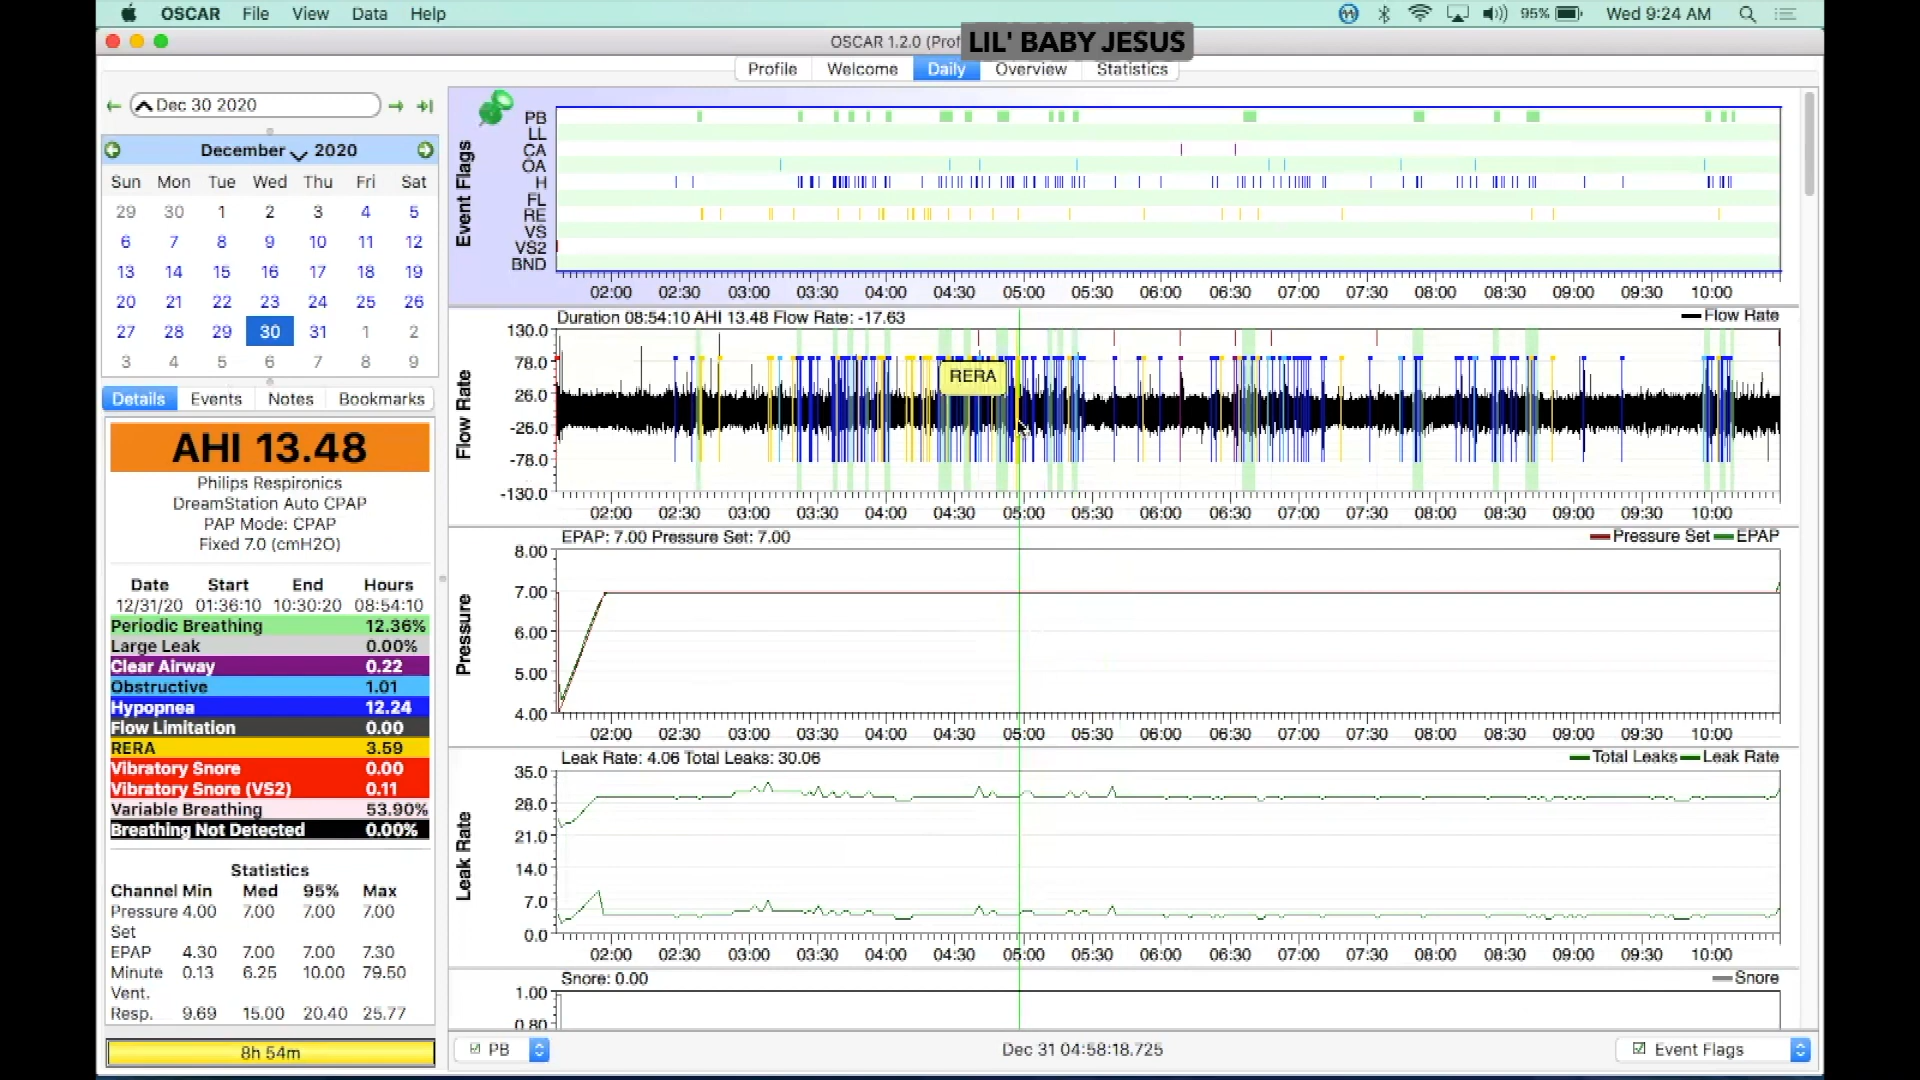 OSCAR File View Data Help 95% Wed 9:24 AM
OSCAR 1.2.0 (Prof
LIL' BABY JESUS
Profile Welcome Daily Overview Statistics
Dec 30 2020
December 2020
Sun Mon Tue Wed Thu Fri Sat
29 30 1 2 3 4 5
6 7 8 9 10 11 12
13 14 15 16 17 18 19
20 21 22 23 24 25 26
27 28 29 30 31 1 2
3 4 5 6 7 8 9
Details Events Notes Bookmarks
AHI 13.48
Philips Respironics
DreamStation Auto CPAP
PAP Mode: CPAP
Fixed 7.0 (cmH2O)
Date Start End Hours
12/31/20 01:36:10 10:30:20 08:54:10
Periodic Breathing 12.36%
Large Leak 0.00%
Clear Airway 0.22
Obstructive 1.01
Hypopnea 12.24
Flow Limitation 0.00
RERA 3.59
Vibratory Snore 0.00
Vibratory Snore (VS2) 0.11
Variable Breathing 53.90%
Breathing Not Detected 0.00%
Statistics
Channel Min Med 95% Max
Pressure 4.00 7.00 7.00 7.00
Set
EPAP 4.30 7.00 7.00 7.30
Minute 0.13 6.25 10.00 79.50
Vent.
Resp. 9.69 15.00 20.40 25.77
8h 54m
Event Flags
PB
LL
CA
OA
H
FL
RE
VS
VS2
BND
02:00 02:30 03:00 03:30 04:00 04:30 05:00 05:30 06:00 06:30 07:00 07:30 08:00 08:30 09:00 09:30 10:00
Duration 08:54:10 AHI 13.48 Flow Rate: -17.63 Flow Rate
Flow Rate
130.0
78.0
RERA
26.0
-26.0
-78.0
-130.0
02:00 02:30 03:00 03:30 04:00 04:30 05:00 05:30 06:00 06:30 07:00 07:30 08:00 08:30 09:00 09:30 10:00
EPAP: 7.00 Pressure Set: 7.00 Pressure Set EPAP
Pressure
8.00
7.00
6.00
5.00
4.00
02:00 02:30 03:00 03:30 04:00 04:30 05:00 05:30 06:00 06:30 07:00 07:30 08:00 08:30 09:00 09:30 10:00
Leak Rate: 4.06 Total Leaks: 30.06 Total Leaks Leak Rate
Leak Rate
35.0
28.0
21.0
14.0
7.0
0.0
02:00 02:30 03:00 03:30 04:00 04:30 05:00 05:30 06:00 06:30 07:00 07:30 08:00 08:30 09:00 09:30 10:00
Snore: 0.00 Snore
1.00
0.80
PB Dec 31 04:58:18.725 Event Flags